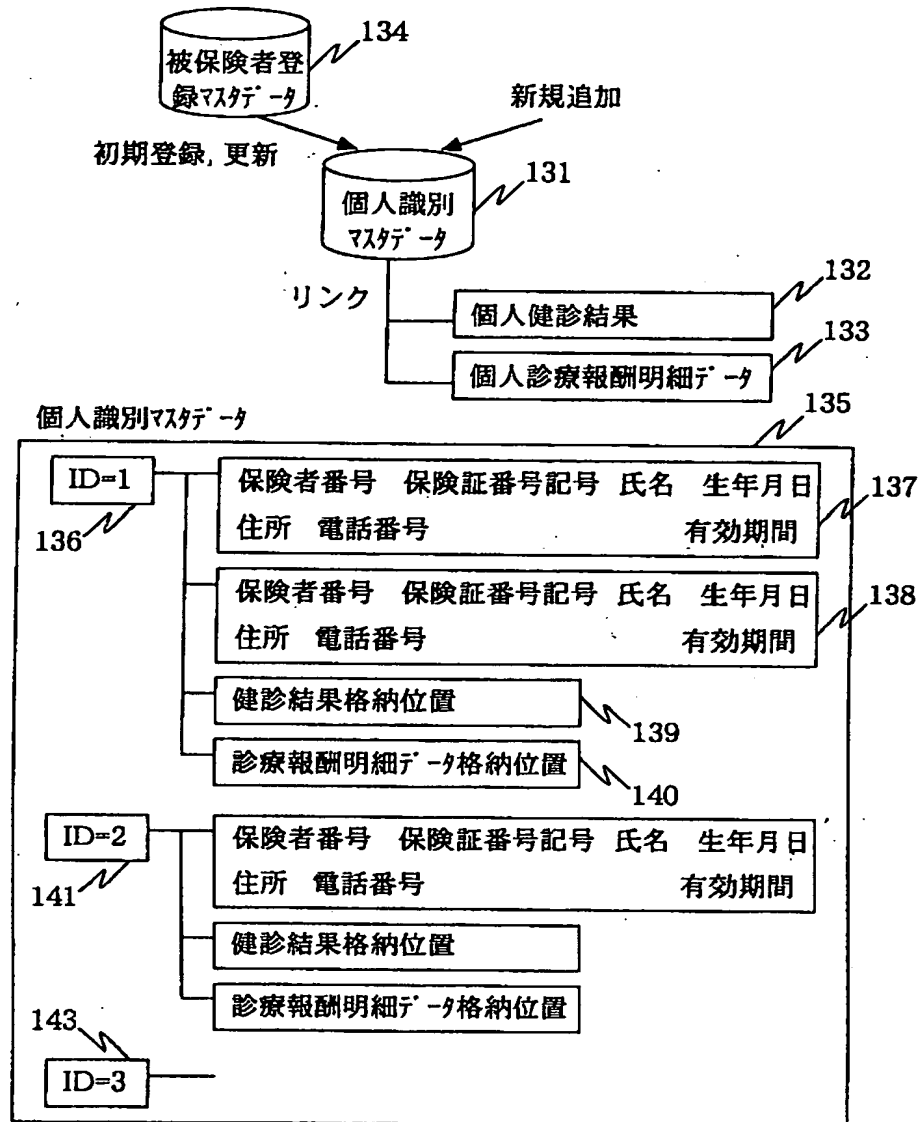 134
被保険者登
録マスタデータ
新規追加
初期登録, 更新
131
個人識別
マスタデータ
リンク
132
個人健診結果
133
個人診療報酬明細データ
個人識別マスタデータ
135
ID=1
136
保険者番号 保険証番号記号 氏名 生年月日
住所 電話番号 有効期間
137
保険者番号 保険証番号記号 氏名 生年月日
住所 電話番号 有効期間
138
健診結果格納位置
139
診療報酬明細データ格納位置
140
ID=2
141
保険者番号 保険証番号記号 氏名 生年月日
住所 電話番号 有効期間
健診結果格納位置
診療報酬明細データ格納位置
143
ID=3